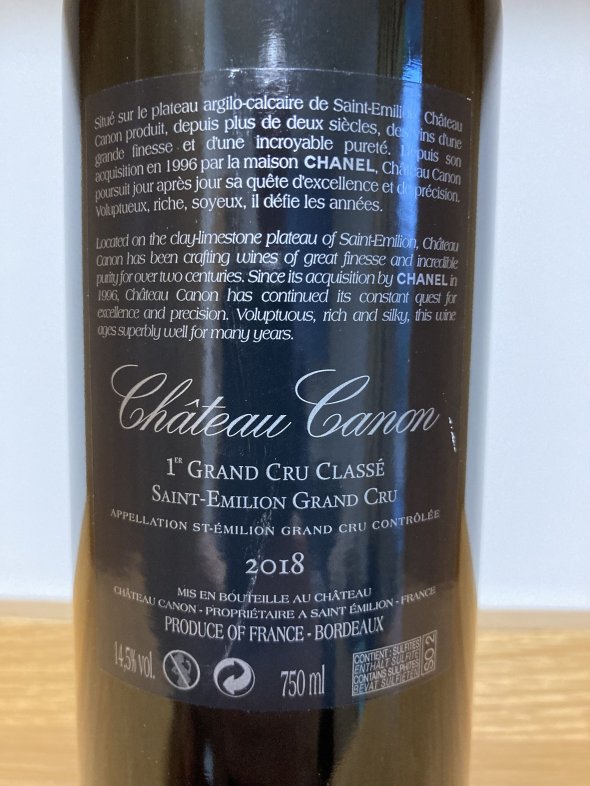 Situé sur le plateau argilo-calcaire de Saint-Emilion, Château
Canon produit, depuis plus de deux siècles, des vins d'une
grande finesse et d'une incroyable pureté. Depuis son
acquisition en 1996 par la maison CHANEL, Château Canon
poursuit jour après jour sa quête d'excellence et de précision.
Voluptueux, riche, soyeux, il défie les années.
Located on the clay-limestone plateau of Saint-Emilion, Château
Canon has been crafting wines of great finesse and incredible
purity for over two centuries. Since its acquisition by CHANEL in
1996, Château Canon has continued its constant quest for
excellence and precision. Voluptuous, rich and silky, this wine
ages superbly well for many years.
Château Canon
1ER GRAND CRU CLASSÉ
SAINT-EMILION GRAND CRU
APPELLATION ST-ÉMILION GRAND CRU CONTRÔLÉE
2018
MIS EN BOUTEILLE AU CHÂTEAU
CHÂTEAU CANON - PROPRIÉTAIRE A SAINT ÉMILION - FRANCE
PRODUCE OF FRANCE - BORDEAUX
14,5% vol.
750 ml
CONTIENT : SULFITES
ENTHÄLT SULFITE
CONTAINS SULPHITES
BEVAT SULFIETEN
SO2